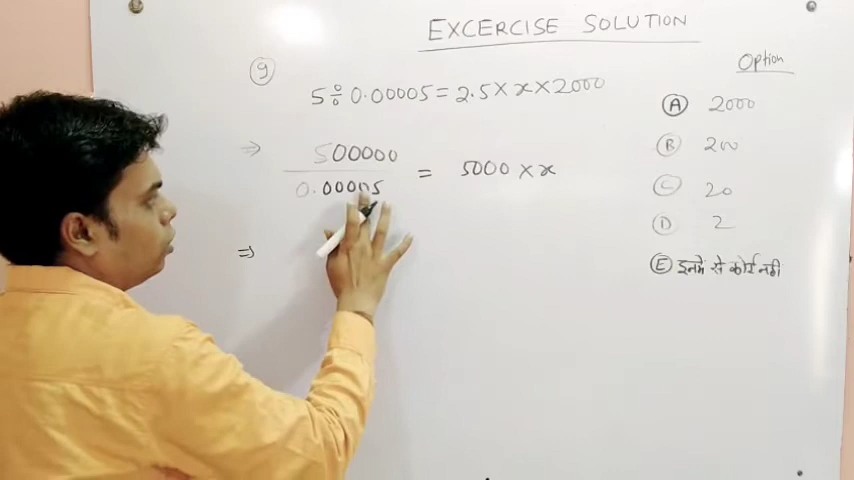 EXCERCISE SOLUTION
9
5 ÷ 0.00005 = 2.5 × x × 2000
⇒ 500000 / 0.00005 = 5000 × x
⇒
Option
A 2000
B 200
C 20
D 2
E इनमे से कोई नही